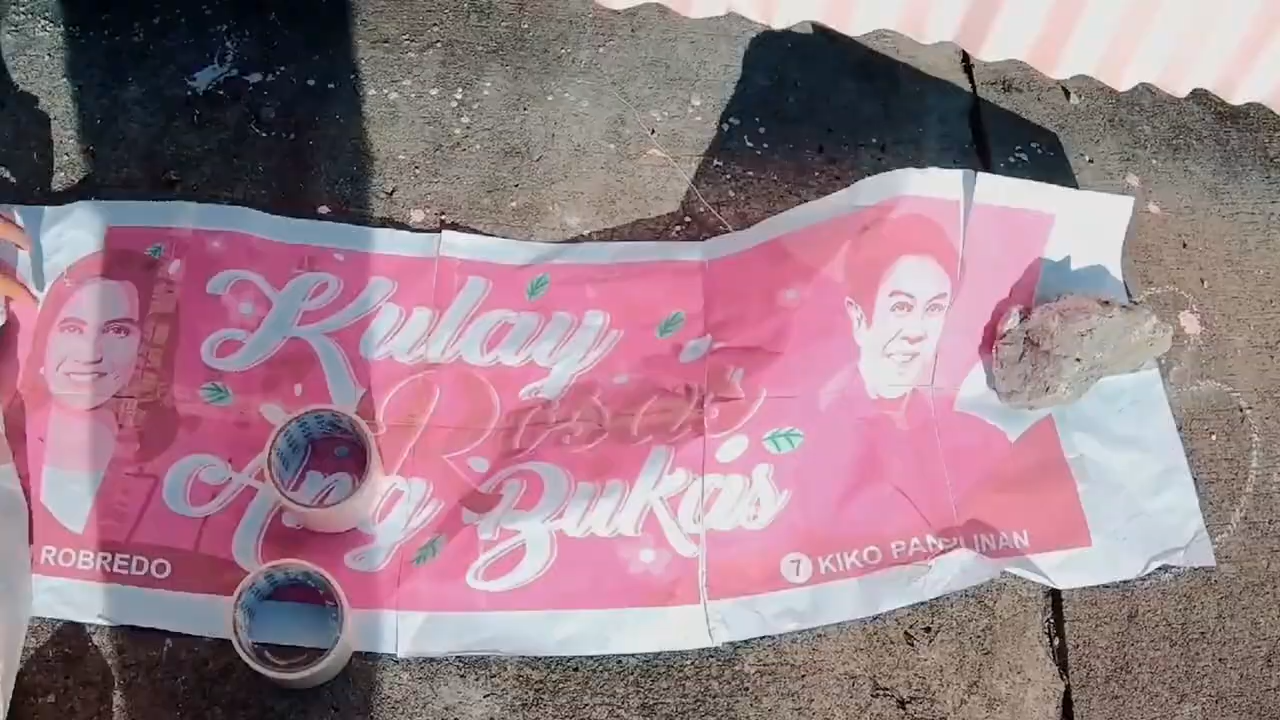 Kulay
Rosas
Ang Bukas
ROBREDO
7 KIKO PANGILINAN